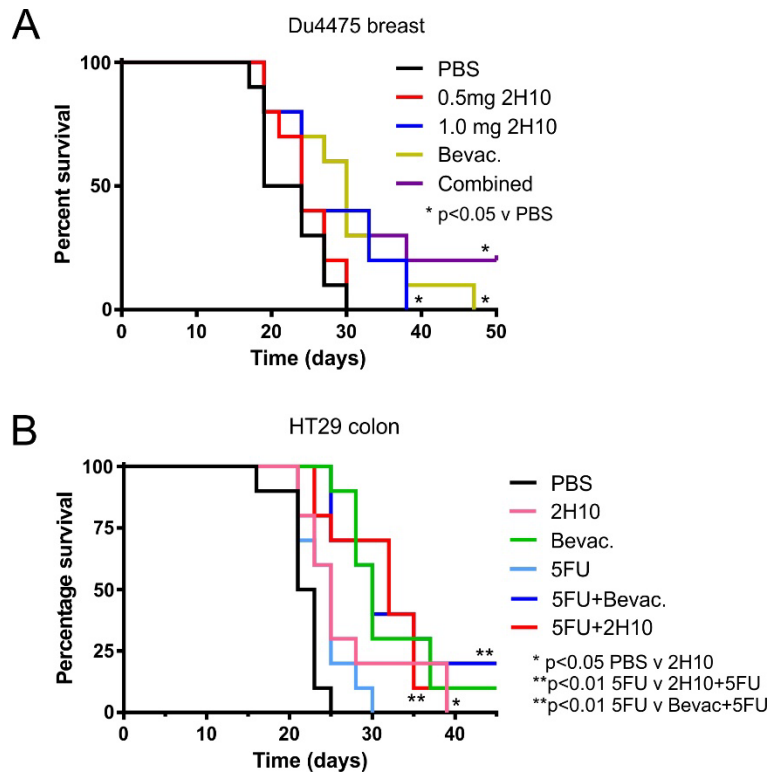 A
Du4475 breast
Percent survival
100
50
0
0 10 20 30 40 50
Time (days)
PBS
0.5mg 2H10
1.0 mg 2H10
Bevac.
Combined
* p<0.05 v PBS
*
* *
B
HT29 colon
Percentage survival
100
75
50
25
0
0 20 40
Time (days)
PBS
2H10
Bevac.
5FU
5FU+Bevac.
5FU+2H10
**
** *
* p<0.05 PBS v 2H10
**p<0.01 5FU v 2H10+5FU
**p<0.01 5FU v Bevac+5FU